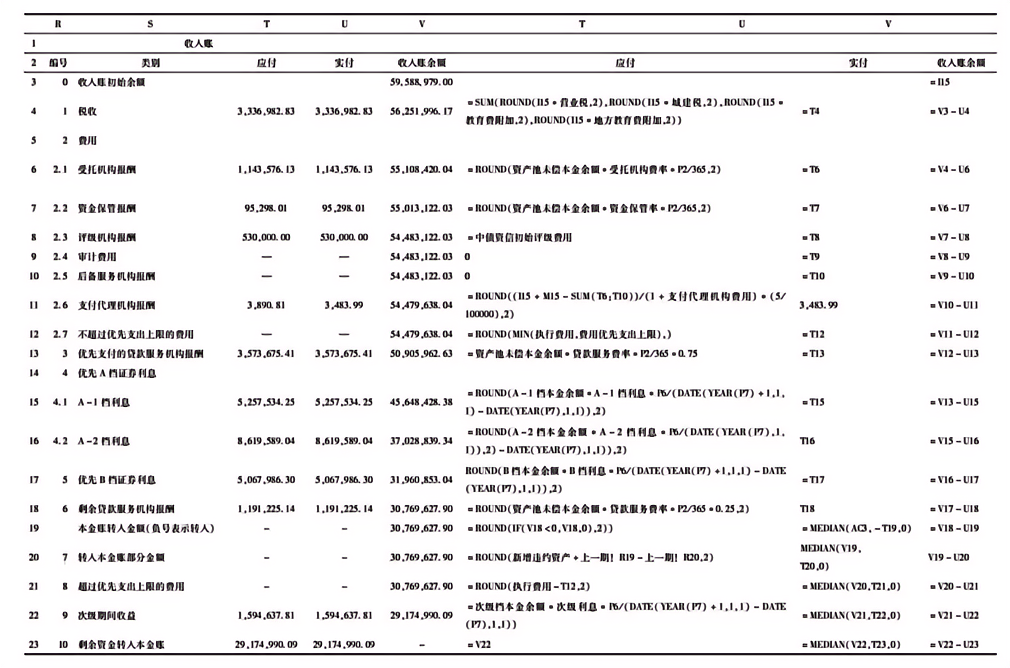 R S T U V T U V
1 收入账
2 编号 类别 应付 实付 收入账余额 应付 实付 收入账余额
3 0 收入账初始余额 59,588,979.00 =I15
4 1 税收 3,336,982.83 3,336,982.83 56,251,996.17 =SUM(ROUND(I15*营业税,2),ROUND(I15*城建税,2),ROUND(I15* =T4 =V3-U4
教育费附加,2),ROUND(I15*地方教育费附加,2))
5 2 费用
6 2.1 受托机构报酬 1,143,576.13 1,143,576.13 55,108,420.04 =ROUND(资产池未偿本金余额*受托机构费率*P2/365,2) =T6 =V4-U6
7 2.2 资金保管报酬 95,298.01 95,298.01 55,013,122.03 =ROUND(资产池未偿本金余额*资金保管率*P2/365,2) =T7 =V6-U7
8 2.3 评级机构报酬 530,000.00 530,000.00 54,483,122.03 =中债资信初始评级费用 =T8 =V7-U8
9 2.4 审计费用 — — 54,483,122.03 0 =T9 =V8-U9
10 2.5 后备服务机构报酬 — — 54,483,122.03 0 =T10 =V9-U10
11 2.6 支付代理机构报酬 3,890.81 3,483.99 54,479,638.04 =ROUND((I15+M15-SUM(T6;T10))/(1+支付代理机构费用)*(5/ 3,483.99 =V10-U11
100000),2)
12 2.7 不超过优先支出上限的费用 — — 54,479,638.04 =ROUND(MIN(执行费用,费用优先支出上限),) =T12 =V11-U12
13 3 优先支付的贷款服务机构报酬 3,573,675.41 3,573,675.41 50,905,962.63 =资产池未偿本金余额*贷款服务费率*P2/365*0.75 =T13 =V12-U13
14 4 优先A档证券利息
15 4.1 A-1档利息 5,257,534.25 5,257,534.25 45,648,428.38 =ROUND(A-1档本金余额*A-1档利息*P6/(DATE(YEAR(P7)+1,1, =T15 =V13-U15
1)-DATE(YEAR(P7),1,1)),2)
16 4.2 A-2档利息 8,619,589.04 8,619,589.04 37,028,839.34 =ROUND(A-2档本金余额*A-2档利息*P6/(DATE(YEAR(P7),1, T16 =V15-U16
1)),2)-DATE(YEAR(P7),1,1)),2)
17 5 优先B档证券利息 5,067,986.30 5,067,986.30 31,960,853.04 ROUND(B档本金余额*B档利息*P6/(DATE(YEAR(P7)+1,1,1)-DATE =T17 =V16-U17
(YEAR(P7),1,1)),2)
18 6 剩余贷款服务机构报酬 1,191,225.14 1,191,225.14 30,769,627.90 =ROUND(资产池未偿本金余额*贷款服务费率*P2/365*0.25,2) T18 =V17-U18
19 本金账转入金额(负号表示转入) - - 30,769,627.90 =ROUND(IF(V18<0,V18,0),2)) =MEDIAN(AC3,-T19,0) =V18-U19
20 7 转入本金账部分金额 - - 30,769,627.90 =ROUND(新增违约资产+上一期!R19-上一期!R20,2) MEDIAN(V19, V19-U20
T20,0)
21 8 超过优先支出上限的费用 - - 30,769,627.90 =ROUND(执行费用-T12,2) =MEDIAN(V20,T21,0) =V20-U21
22 9 次级期间收益 1,594,637.81 1,594,637.81 29,174,990.09 =次级档本金余额*次级利息*P6/(DATE(YEAR(P7)+1,1,1)-DATE =MEDIAN(V21,T22,0) =V21-U22
(P7),1,1))
23 10 剩余资金转入本金账 29,174,990.09 29,174,990.09 - =V22 =MEDIAN(V22,T23,0) =V22-U23